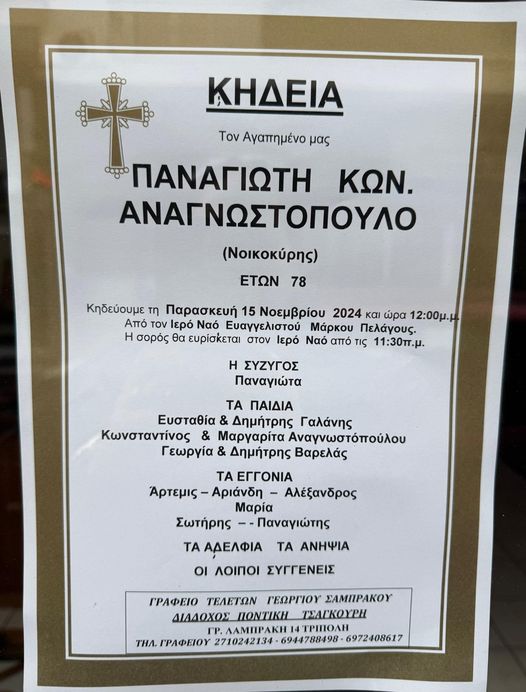 ΚΗΔΕΙΑ
Τον Αγαπημένο μας
ΠΑΝΑΓΙΩΤΗ ΚΩΝ.
ΑΝΑΓΝΩΣΤΟΠΟΥΛΟ
(Νοικοκύρης)
ΕΤΩΝ 78
Κηδεύουμε τη Παρασκευή 15 Νοεμβρίου 2024 και ώρα 12:00μ.μ.
Από τον Ιερό Ναό Ευαγγελιστού Μάρκου Πελάγους.
Η σορός θα ευρίσκεται στον Ιερό Ναό από τις 11:30π.μ.
Η ΣΥΖΥΓΟΣ
Παναγιώτα
ΤΑ ΠΑΙΔΙΑ
Ευσταθία & Δημήτρης Γαλάνης
Κωνσταντίνος & Μαργαρίτα Αναγνωστόπούλου
Γεωργία & Δημήτρης Βαρελάς
ΤΑ ΕΓΓΟΝΙΑ
Άρτεμις – Αριάνδη – Αλέξανδρος
Μαρία
Σωτήρης – - Παναγιώτης
ΤΑ ΑΔΕΛΦΙΑ ΤΑ ΑΝΗΨΙΑ
ΟΙ ΛΟΙΠΟΙ ΣΥΓΓΕΝΕΙΣ
ΓΡΑΦΕΙΟ ΤΕΛΕΤΩΝ ΓΕΩΡΓΙΟΥ ΣΑΜΠΡΑΚΟΥ
ΔΙΑΔΟΧΟΣ ΠΟΝΤΙΚΗ ΤΣΑΓΚΟΥΡΗ
ΓΡ. ΛΑΜΠΡΑΚΗ 14 ΤΡΙΠΟΛΗ
ΤΗΛ. ΓΡΑΦΕΙΟΥ 2710242134 - 6944788498 - 6972408617